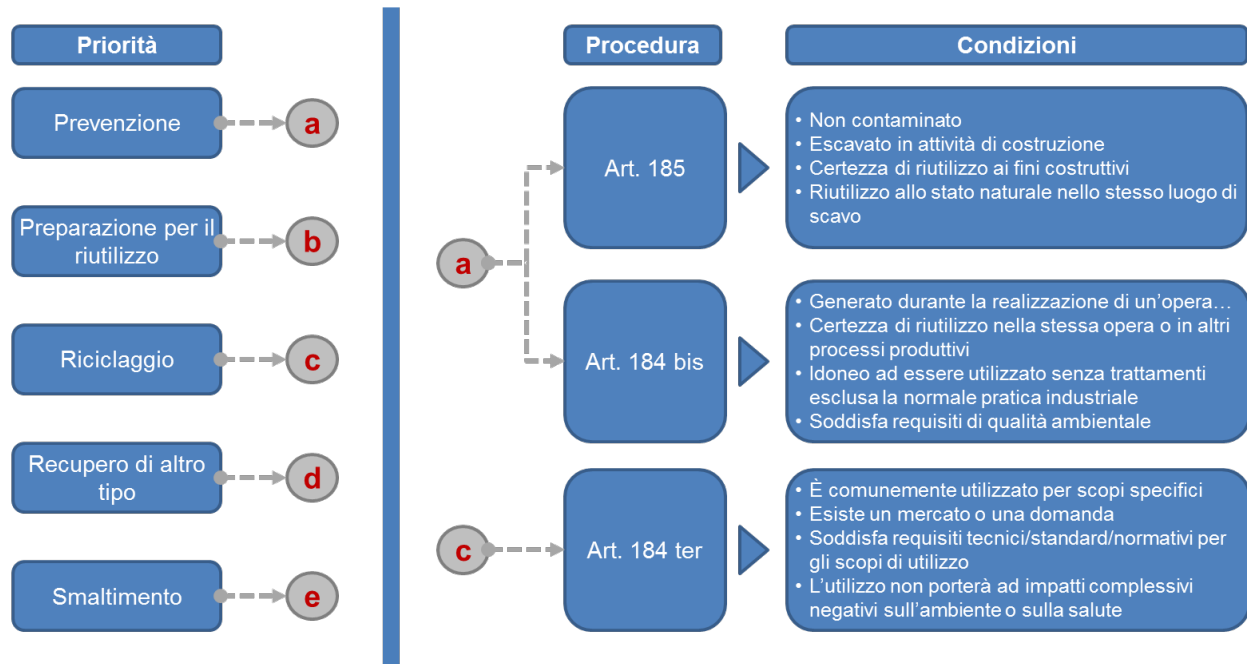 Priorità
Prevenzione
a
Preparazione per il
riutilizzo
b
Riciclaggio
c
Recupero di altro
tipo
d
Smaltimento
e
Procedura
Condizioni
a
Art. 185
• Non contaminato
• Escavato in attività di costruzione
• Certezza di riutilizzo ai fini costruttivi
• Riutilizzo allo stato naturale nello stesso luogo di
scavo
Art. 184 bis
• Generato durante la realizzazione di un’opera…
• Certezza di riutilizzo nella stessa opera o in altri
processi produttivi
• Idoneo ad essere utilizzato senza trattamenti
esclusa la normale pratica industriale
• Soddisfa requisiti di qualità ambientale
c
Art. 184 ter
• È comunemente utilizzato per scopi specifici
• Esiste un mercato o una domanda
• Soddisfa requisiti tecnici/standard/normativi per
gli scopi di utilizzo
• L’utilizzo non porterà ad impatti complessivi
negativi sull’ambiente o sulla salute